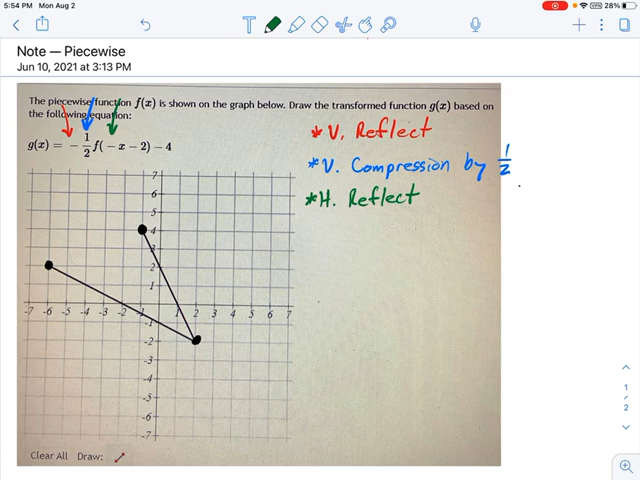 5:54 PM Mon Aug 2
VPN 28%
T
Note — Piecewise
Jun 10, 2021 at 3:13 PM
The piecewise function f(x) is shown on the graph below. Draw the transformed function g(x) based on
the following equation:
g(x) = -1/2 f(-x - 2) - 4
*V. Reflect
*V. Compression by 1/2
*H. Reflect
7
6
5
4
3
2
1
-7 -6 -5 -4 -3 -2 -1 1 2 3 4 5 6 7
-1
-2
-3
-4
-5
-6
-7
1
/
2
Clear All Draw: